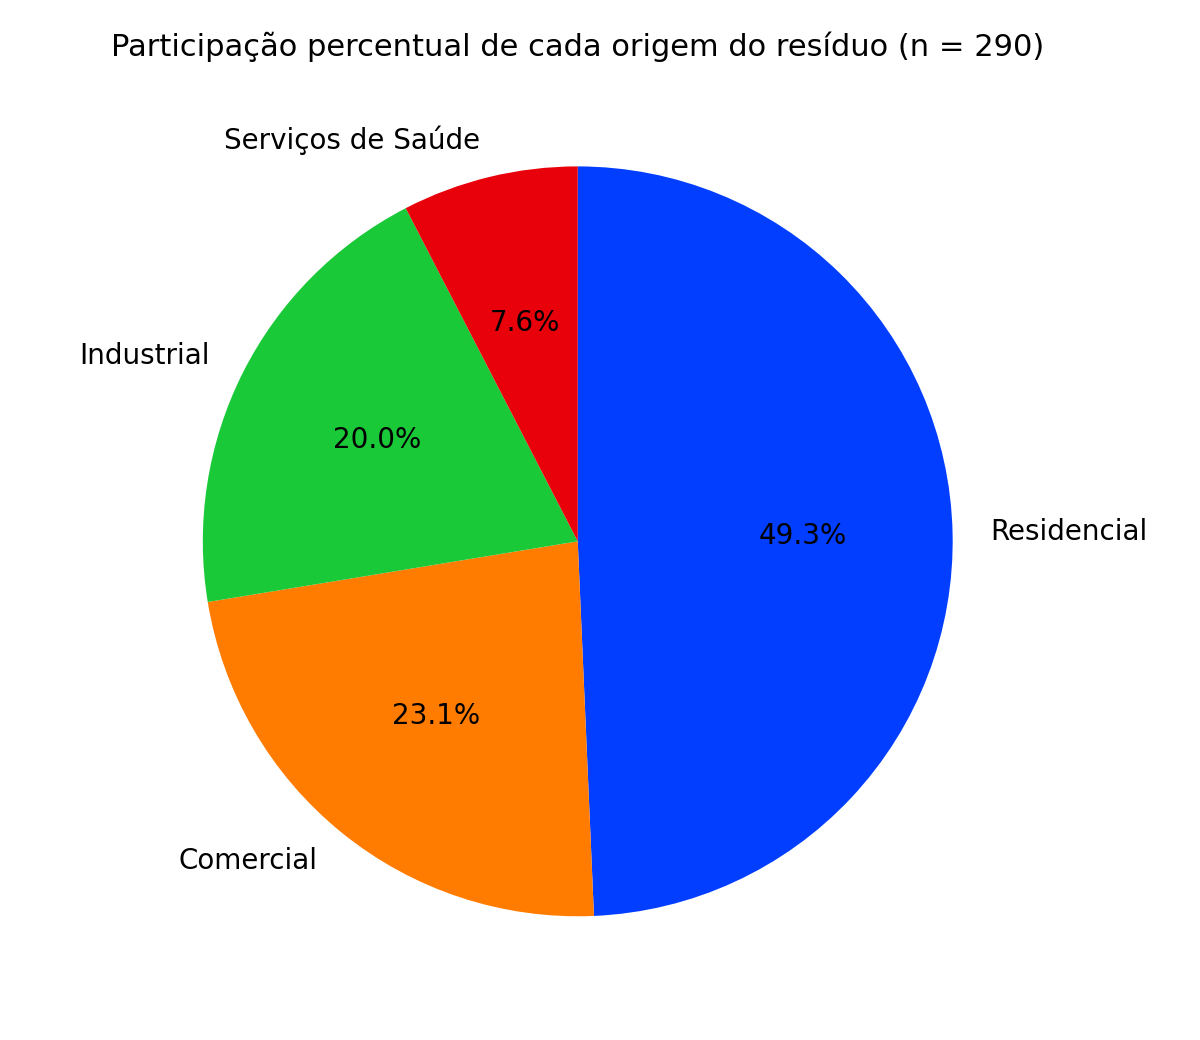 Participação percentual de cada origem do resíduo (n = 290)
Serviços de Saúde
7.6%
Industrial
20.0%
49.3%
Residencial
23.1%
Comercial